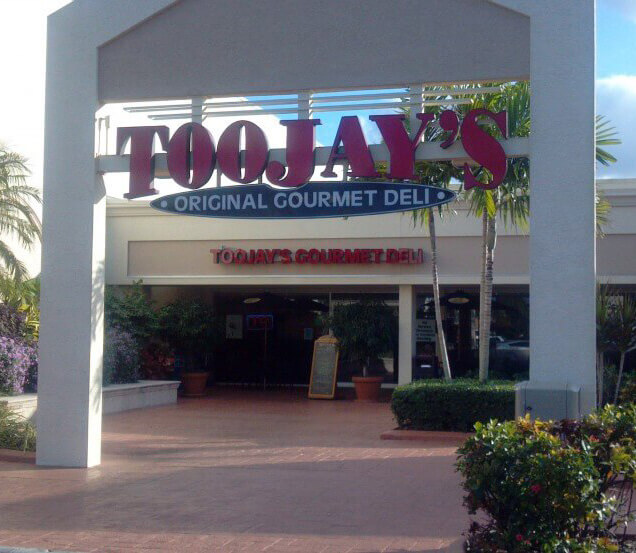 TOOJAY'S
• ORIGINAL GOURMET DELI •
TOOJAY'S GOURMET DELI